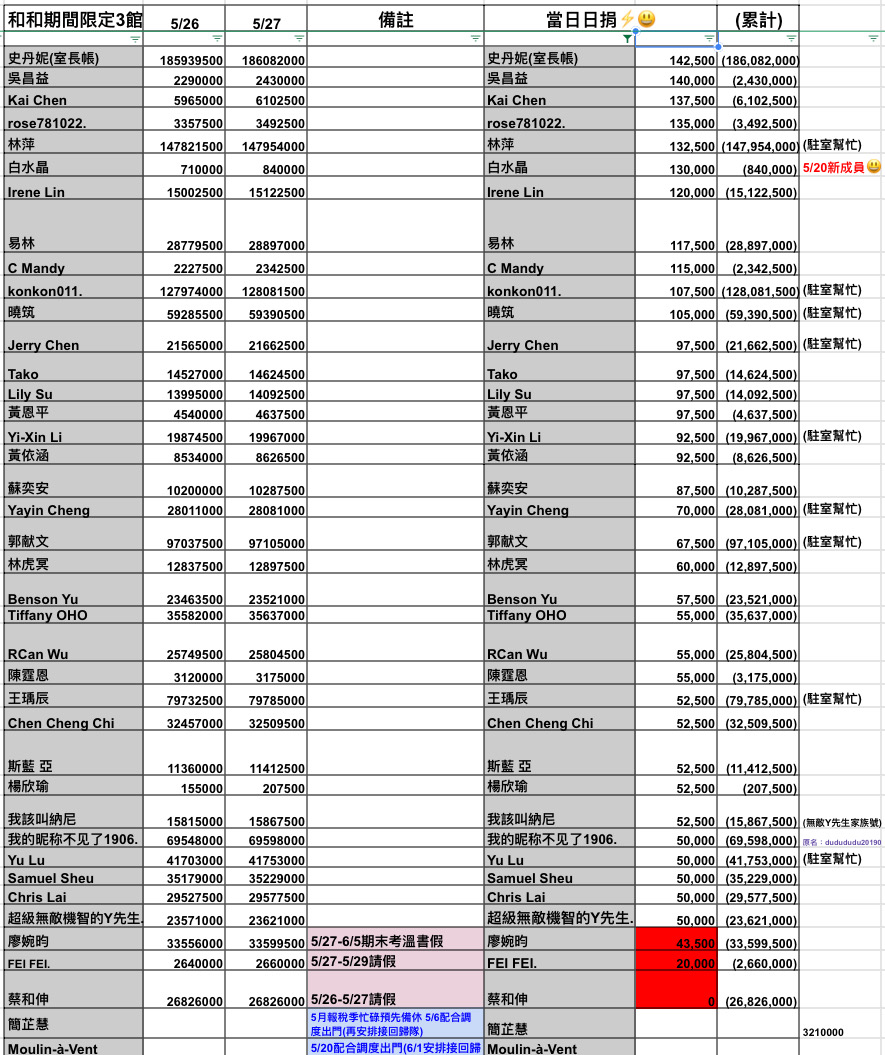 和和期間限定3館 5/26 5/27 備註 當日日捐⚡😃 (累計)
史丹妮(室長帳) 185939500 186082000 史丹妮(室長帳) 142,500 (186,082,000)
吳昌益 2290000 2430000 吳昌益 140,000 (2,430,000)
Kai Chen 5965000 6102500 Kai Chen 137,500 (6,102,500)
rose781022. 3357500 3492500 rose781022. 135,000 (3,492,500)
林萍 147821500 147954000 林萍 132,500 (147,954,000) (駐室幫忙)
白水晶 710000 840000 白水晶 130,000 (840,000) 5/20新成員😃
Irene Lin 15002500 15122500 Irene Lin 120,000 (15,122,500)
易林 28779500 28897000 易林 117,500 (28,897,000)
C Mandy 2227500 2342500 C Mandy 115,000 (2,342,500)
konkon011. 127974000 128081500 konkon011. 107,500 (128,081,500) (駐室幫忙)
曉筑 59285500 59390500 曉筑 105,000 (59,390,500) (駐室幫忙)
Jerry Chen 21565000 21662500 Jerry Chen 97,500 (21,662,500) (駐室幫忙)
Tako 14527000 14624500 Tako 97,500 (14,624,500)
Lily Su 13995000 14092500 Lily Su 97,500 (14,092,500)
黃恩平 4540000 4637500 黃恩平 97,500 (4,637,500)
Yi-Xin Li 19874500 19967000 Yi-Xin Li 92,500 (19,967,000) (駐室幫忙)
黃依涵 8534000 8626500 黃依涵 92,500 (8,626,500)
蘇奕安 10200000 10287500 蘇奕安 87,500 (10,287,500)
Yayin Cheng 28011000 28081000 Yayin Cheng 70,000 (28,081,000) (駐室幫忙)
郭献文 97037500 97105000 郭献文 67,500 (97,105,000) (駐室幫忙)
林虎冥 12837500 12897500 林虎冥 60,000 (12,897,500)
Benson Yu 23463500 23521000 Benson Yu 57,500 (23,521,000)
Tiffany OHO 35582000 35637000 Tiffany OHO 55,000 (35,637,000)
RCan Wu 25749500 25804500 RCan Wu 55,000 (25,804,500)
陳霆恩 3120000 3175000 陳霆恩 55,000 (3,175,000)
王瑀辰 79732500 79785000 王瑀辰 52,500 (79,785,000) (駐室幫忙)
Chen Cheng Chi 32457000 32509500 Chen Cheng Chi 52,500 (32,509,500)
斯藍 亞 11360000 11412500 斯藍 亞 52,500 (11,412,500)
楊欣瑜 155000 207500 楊欣瑜 52,500 (207,500)
我該叫納尼 15815000 15867500 我該叫納尼 52,500 (15,867,500) (無敵Y先生家族號)
我的昵称不见了1906. 69548000 69598000 我的昵称不见了1906. 50,000 (69,598,000) 原名：dudududu20190
Yu Lu 41703000 41753000 Yu Lu 50,000 (41,753,000) (駐室幫忙)
Samuel Sheu 35179000 35229000 Samuel Sheu 50,000 (35,229,000)
Chris Lai 29527500 29577500 Chris Lai 50,000 (29,577,500)
超級無敵機智的Y先生. 23571000 23621000 超級無敵機智的Y先生. 50,000 (23,621,000)
廖婉昀 33556000 33599500 5/27-6/5期末考溫書假 廖婉昀 43,500 (33,599,500)
FEI FEI. 2640000 2660000 5/27-5/29請假 FEI FEI. 20,000 (2,660,000)
蔡和伸 26826000 26826000 5/26-5/27請假 蔡和伸 0 (26,826,000)
簡芷慧 5月報稅季忙碌預先備休 5/6配合調
度出門(再安排接回歸隊) 簡芷慧 3210000
Moulin-à-Vent 5/20配合調度出門(6/1安排接回歸 Moulin-à-Vent